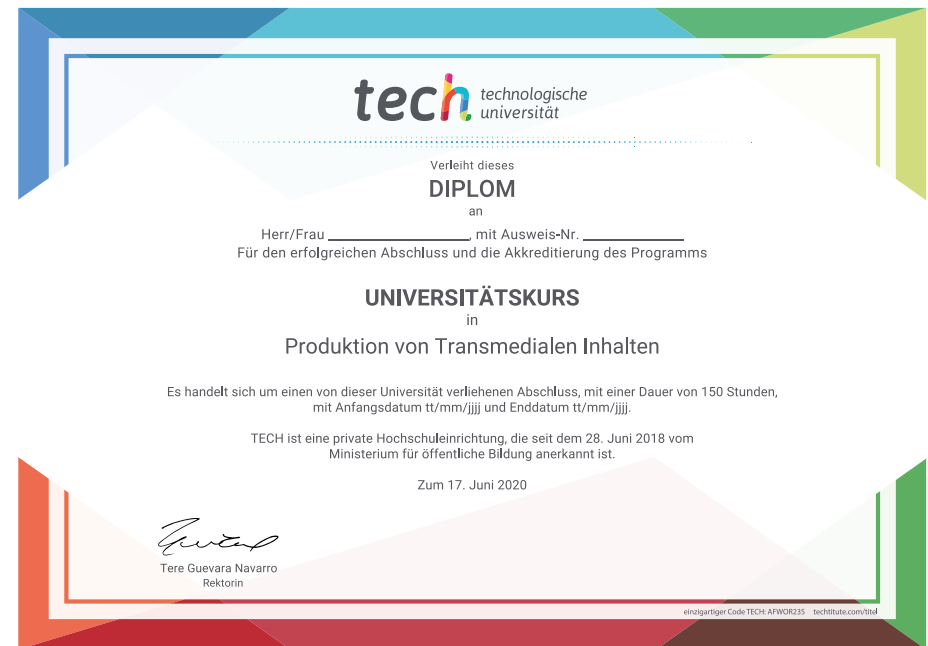 tech technologische
universität
Verleiht dieses
DIPLOM
an
Herr/Frau ____________________, mit Ausweis-Nr. ______________
Für den erfolgreichen Abschluss und die Akkreditierung des Programms
UNIVERSITÄTSKURS
in
Produktion von Transmedialen Inhalten
Es handelt sich um einen von dieser Universität verliehenen Abschluss, mit einer Dauer von 150 Stunden,
mit Anfangsdatum tt/mm/jjjj und Enddatum tt/mm/jjjj.
TECH ist eine private Hochschuleinrichtung, die seit dem 28. Juni 2018 vom
Ministerium für öffentliche Bildung anerkannt ist.
Zum 17. Juni 2020
Tere Guevara Navarro
Rektorin
einzigartiger Code TECH: AFWOR23S techtitute.com/titel